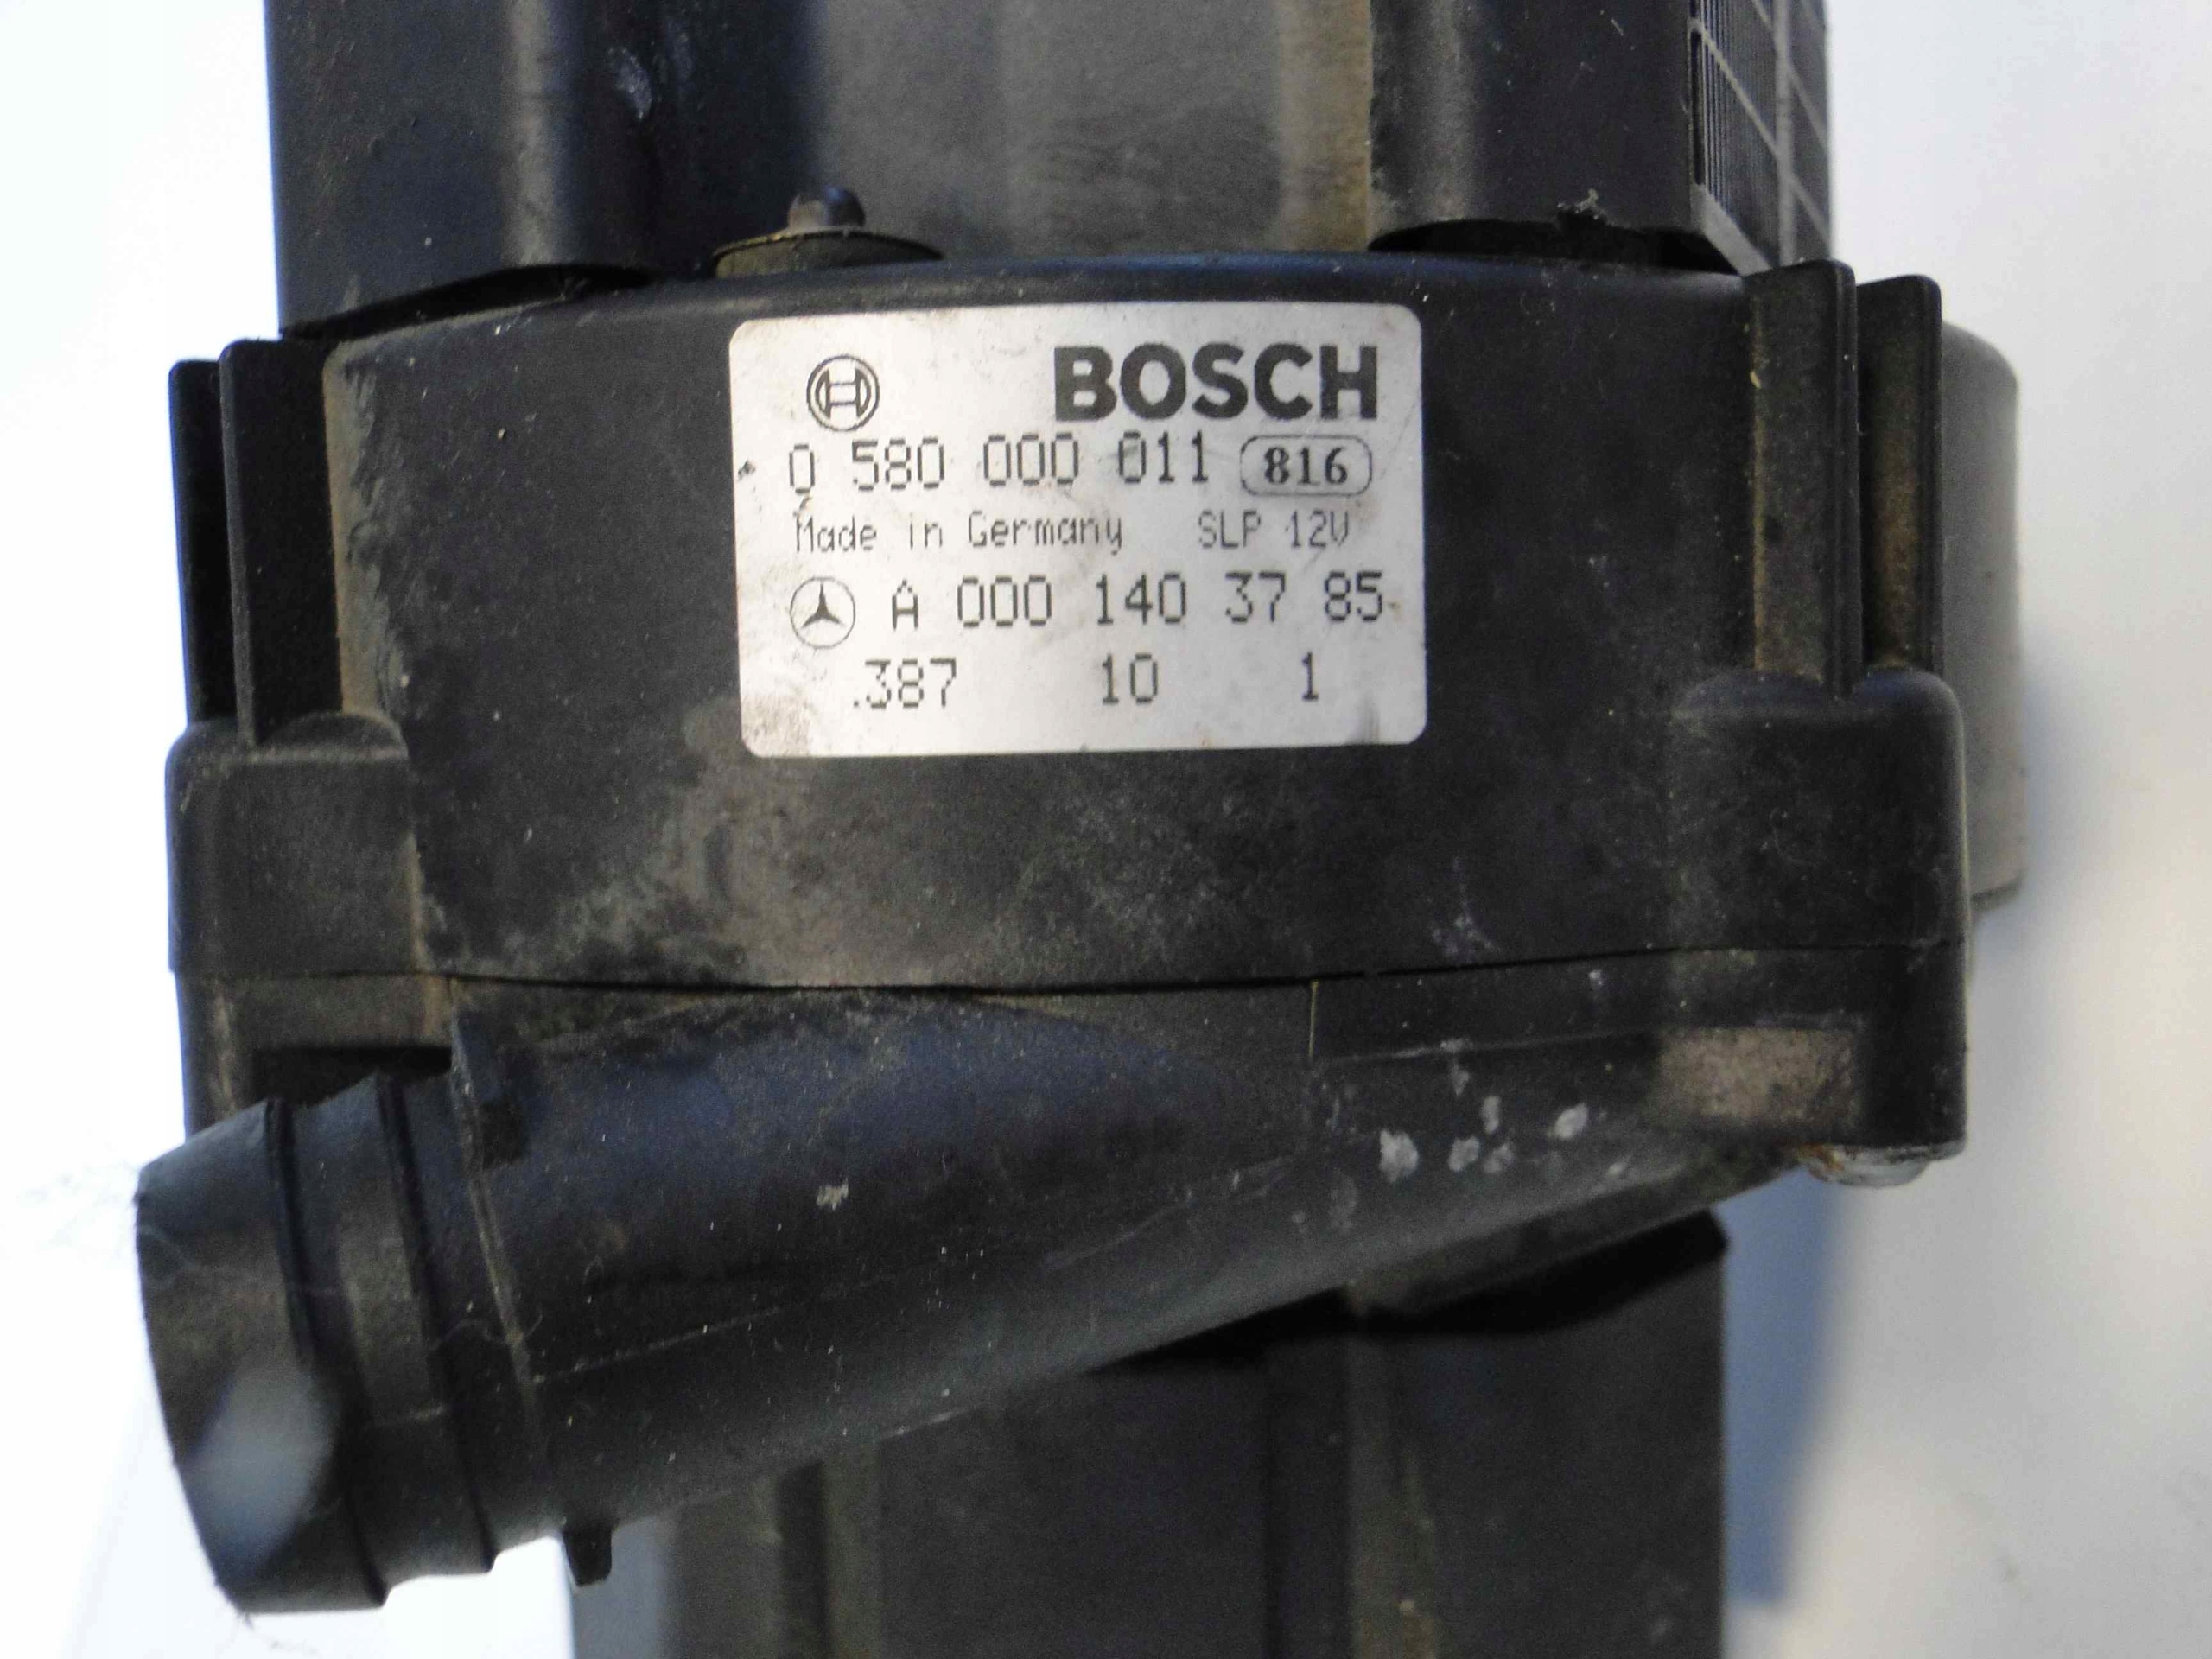 BOSCH
0 580 000 011 816
Made in Germany SLP 12V
A 000 140 37 85
.387 10 1